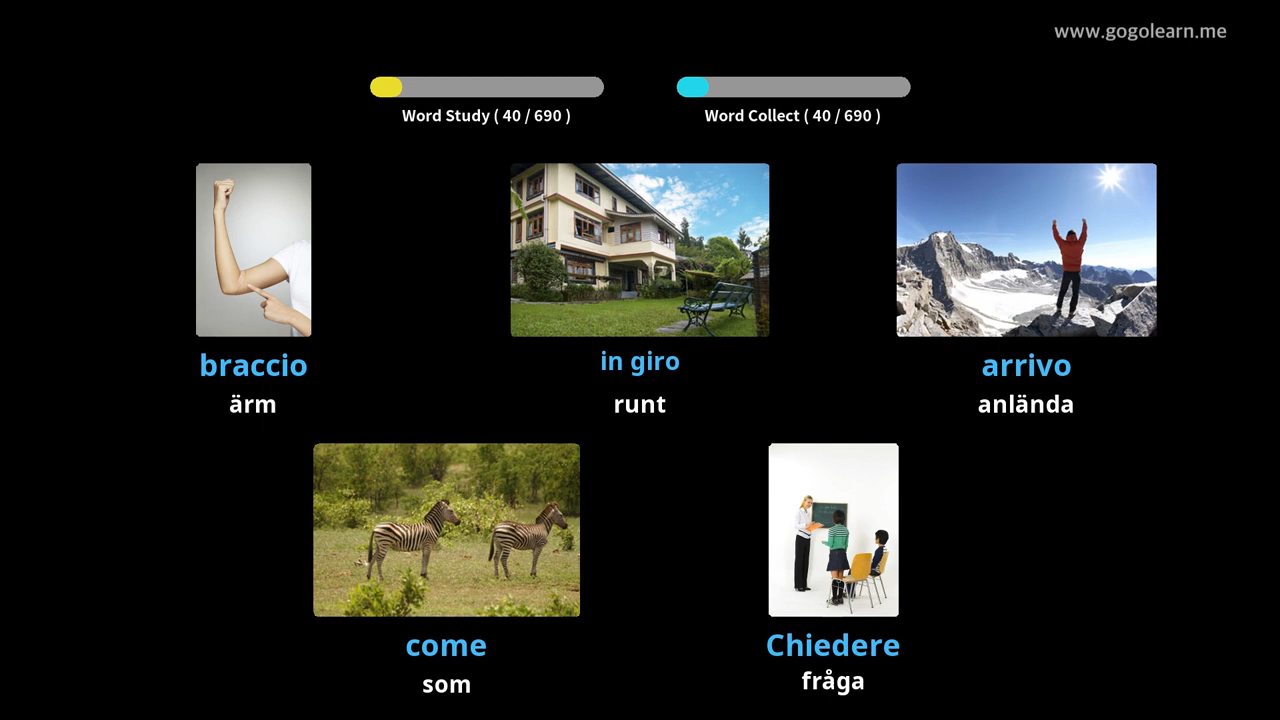 www.gogolearn.me
Word Study ( 40 / 690 )
Word Collect ( 40 / 690 )
braccio
in giro
arrivo
ärm
runt
anlända
come
Chiedere
som
fråga